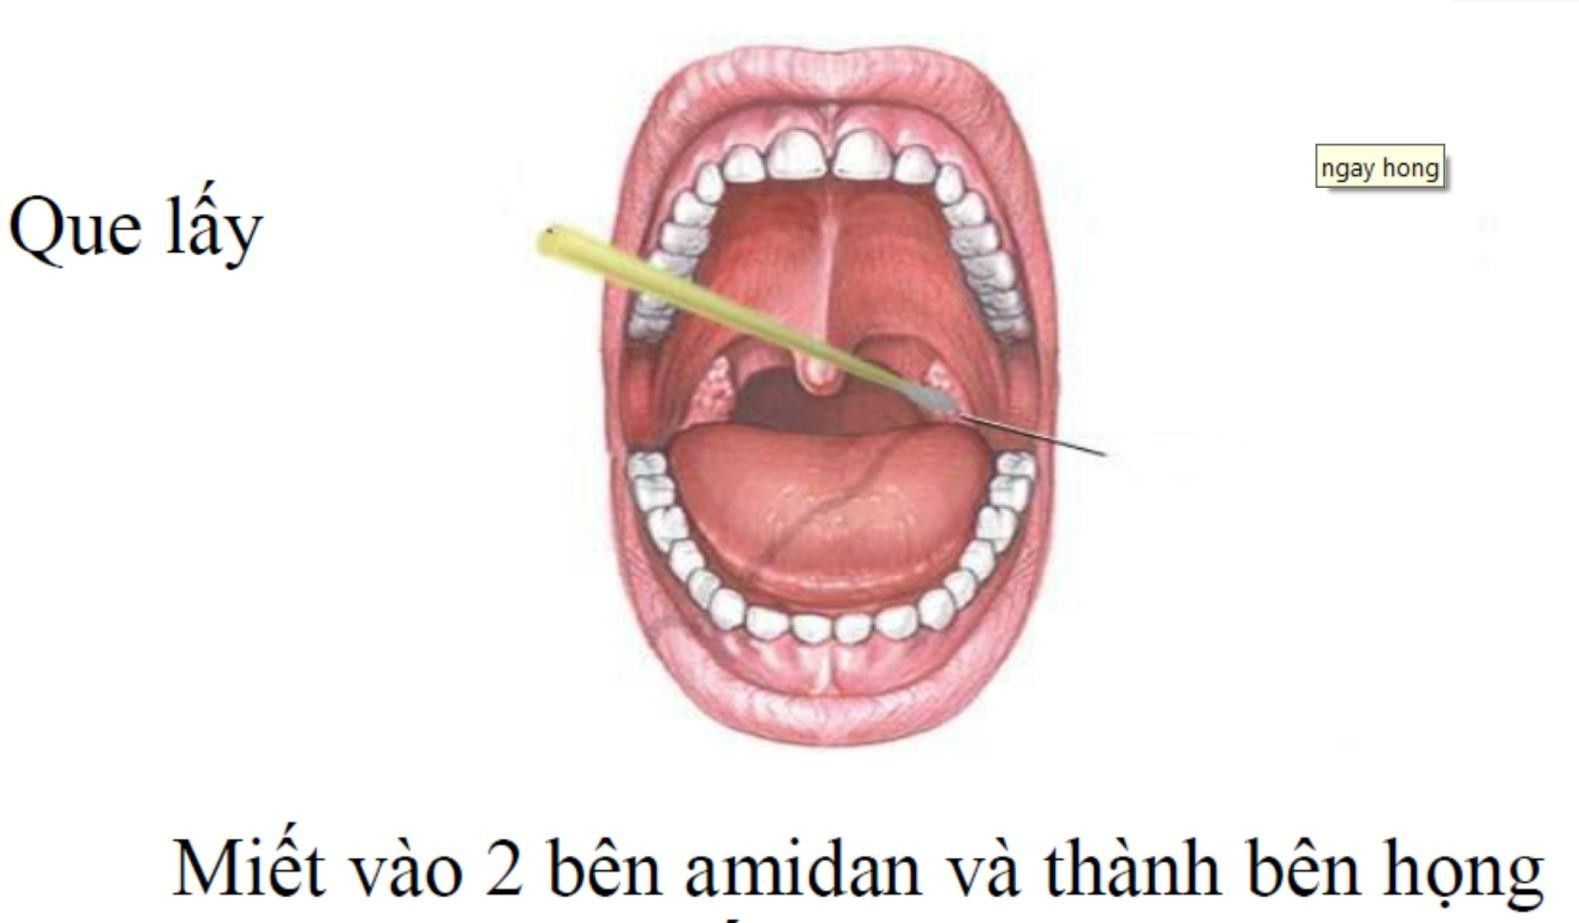 ngay hong
Que lấy
Miết vào 2 bên amidan và thành bên họng